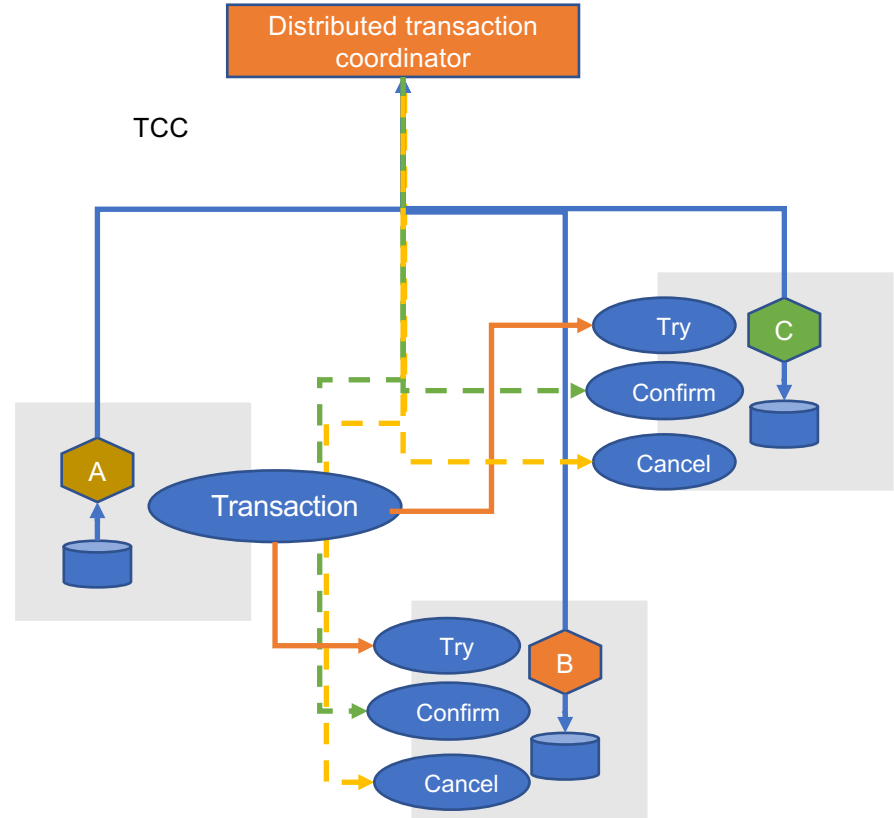 Distributed transaction
coordinator
TCC
Try
C
Confirm
A
Cancel
Transaction
Try
B
Confirm
Cancel